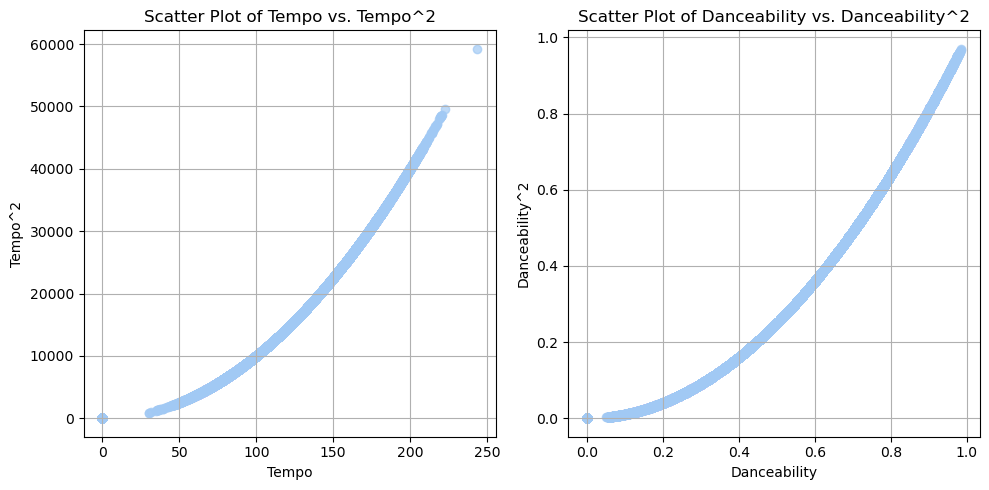 Scatter Plot of Tempo vs. Tempo^2
60000
50000
40000
30000
20000
10000
0
Tempo^2
0 50 100 150 200 250
Tempo
Scatter Plot of Danceability vs. Danceability^2
1.0
0.8
0.6
0.4
0.2
0.0
Danceability^2
0.0 0.2 0.4 0.6 0.8 1.0
Danceability